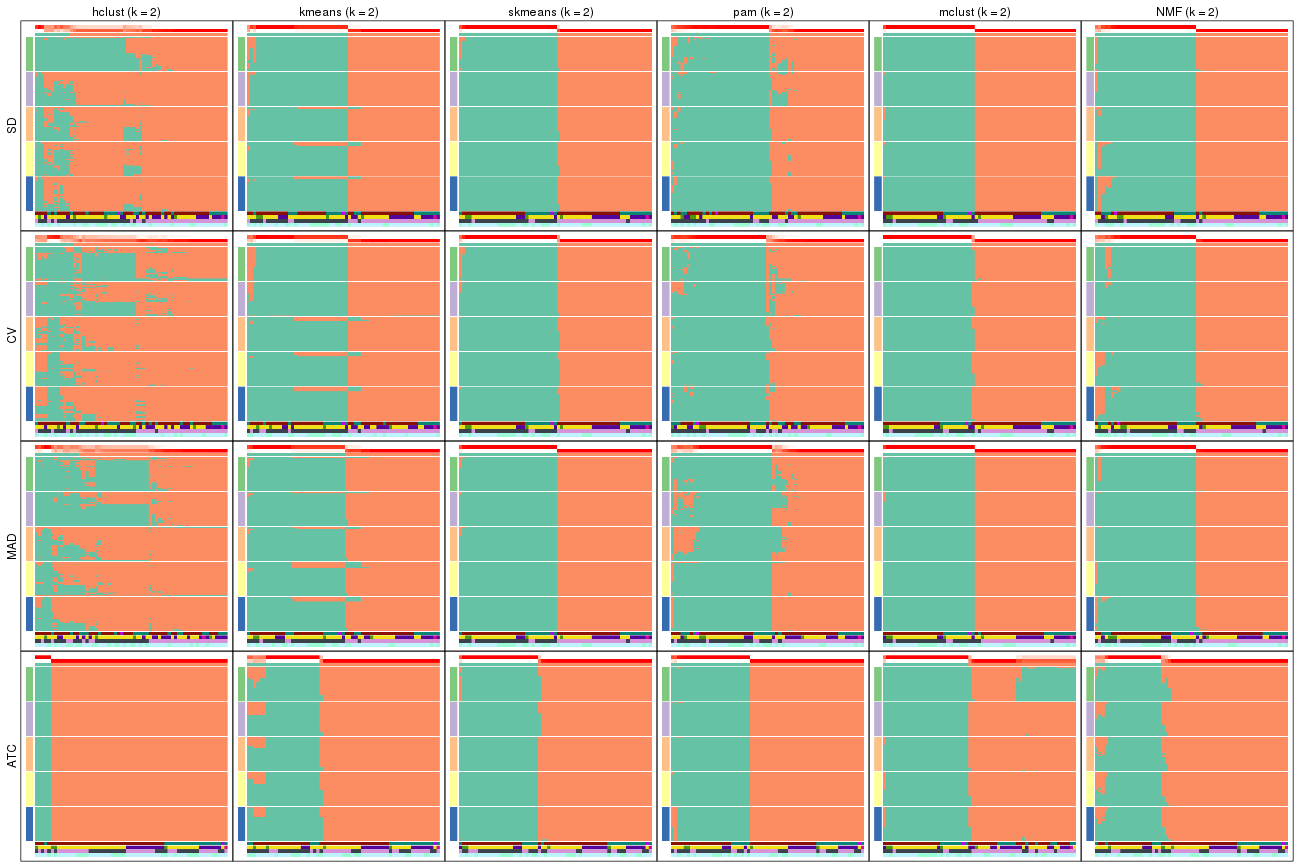 hclust (k = 2) kmeans (k = 2) skmeans (k = 2) pam (k = 2) mclust (k = 2) NMF (k = 2)
SD
CV
MAD
ATC